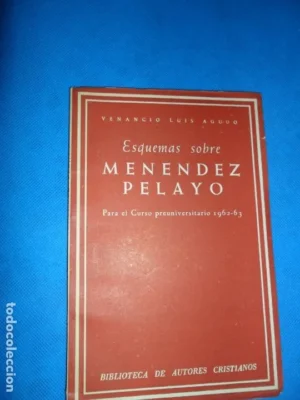 VENANCIO LUIS AGUDO
Esquemas sobre
MENENDEZ
PELAYO
Para el Curso preuniversitario 1962-63
BIBLIOTECA DE AUTORES CRISTIANOS
todocoleccion